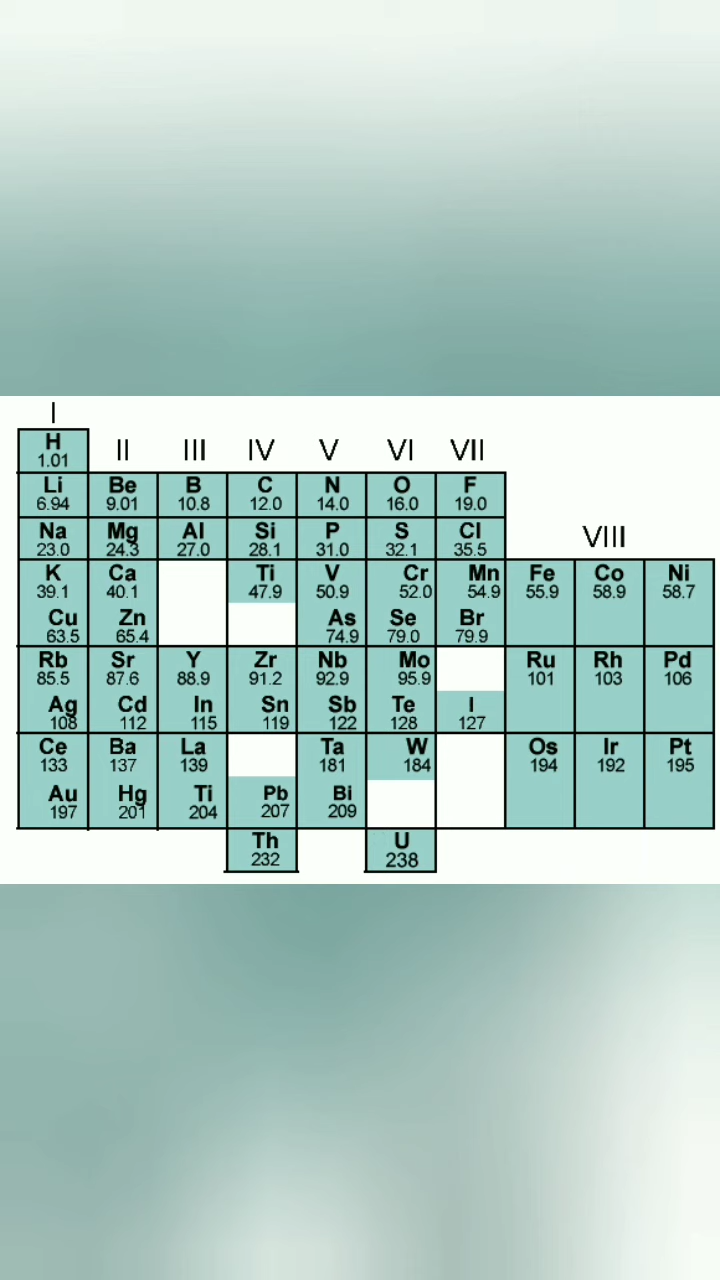 I
H
1.01
II III IV V VI VII
Li Be B C N O F
6.94 9.01 10.8 12.0 14.0 16.0 19.0
Na Mg Al Si P S Cl
23.0 24.3 27.0 28.1 31.0 32.1 35.5
VIII
K Ca Ti V Cr Mn Fe Co Ni
39.1 40.1 47.9 50.9 52.0 54.9 55.9 58.9 58.7
Cu Zn As Se Br
63.5 65.4 74.9 79.0 79.9
Rb Sr Y Zr Nb Mo Ru Rh Pd
85.5 87.6 88.9 91.2 92.9 95.9 101 103 106
Ag Cd In Sn Sb Te I
108 112 115 119 122 128 127
Ce Ba La Ta W Os Ir Pt
133 137 139 181 184 194 192 195
Au Hg Ti Pb Bi
197 201 204 207 209
Th U
232 238